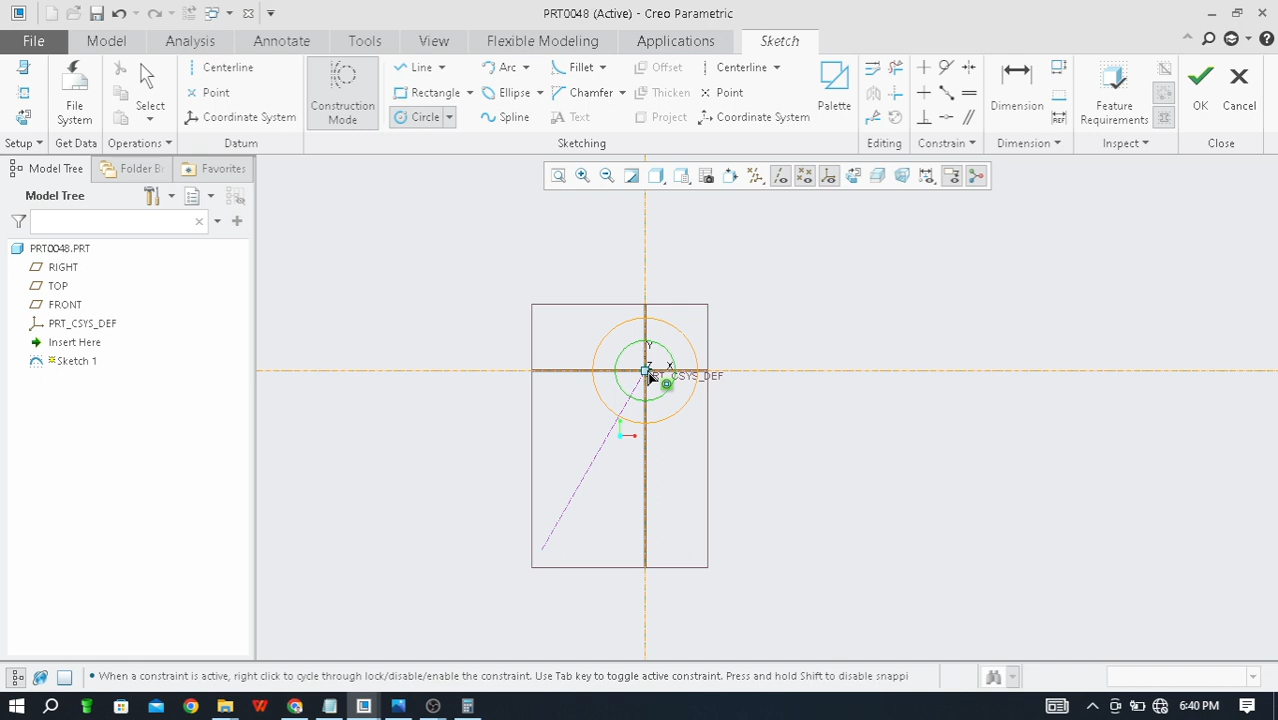 PRT0048 (Active) - Creo Parametric
File Model Analysis Annotate Tools View Flexible Modeling Applications Sketch
Centerline Line Arc Fillet Offset Centerline
Point Rectangle Ellipse Chamfer Thicken Point
Coordinate System Circle Spline Text Project Coordinate System
File System
Select
Construction Mode
Palette
Dimension
Feature Requirements
OK
Cancel
Setup Get Data Operations Datum Sketching Editing Constrain Dimension Inspect Close
Model Tree Folder B Favorites
Model Tree
PRT0048.PRT
RIGHT
TOP
FRONT
PRT_CSYS_DEF
Insert Here
Sketch 1
Y
Z X
PRT_CSYS_DEF
When a constraint is active, right click to cycle through lock/disable/enable the constraint. Use Tab key to toggle active constraint. Press and hold Shift to disable snappi
6:40 PM